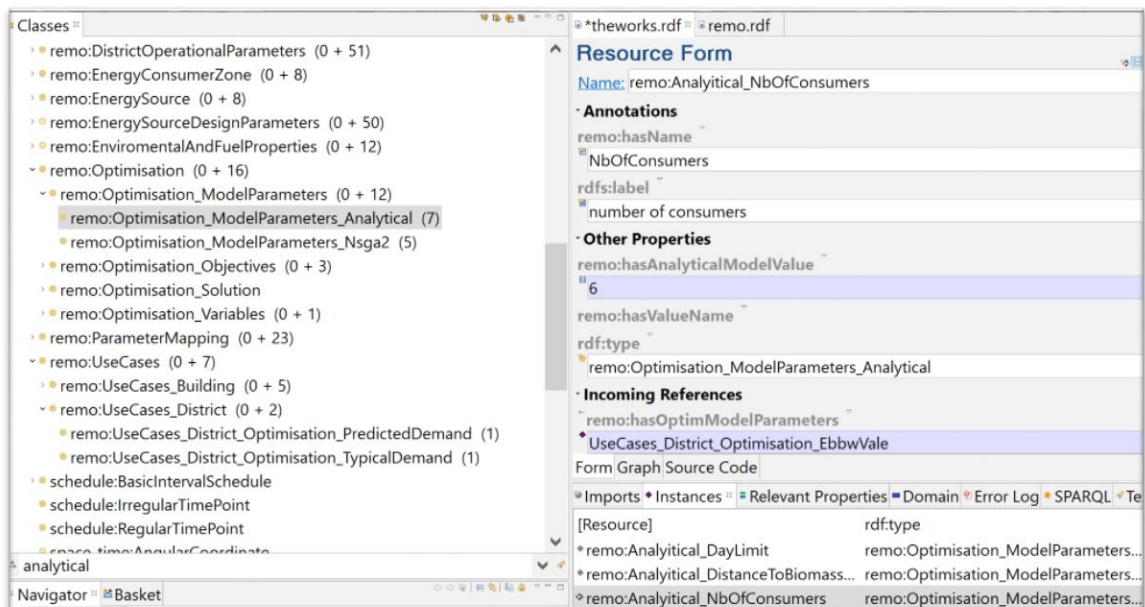 Classes
remo:DistrictOperationalParameters (0 + 51)
remo:EnergyConsumerZone (0 + 8)
remo:EnergySource (0 + 8)
remo:EnergySourceDesignParameters (0 + 50)
remo:EnviromentalAndFuelProperties (0 + 12)
remo:Optimisation (0 + 16)
remo:Optimisation_ModelParameters (0 + 12)
remo:Optimisation_ModelParameters_Analytical (7)
remo:Optimisation_ModelParameters_Nsga2 (5)
remo:Optimisation_Objectives (0 + 3)
remo:Optimisation_Solution
remo:Optimisation_Variables (0 + 1)
remo:ParameterMapping (0 + 23)
remo:UseCases (0 + 7)
remo:UseCases_Building (0 + 5)
remo:UseCases_District (0 + 2)
remo:UseCases_District_Optimisation_PredictedDemand (1)
remo:UseCases_District_Optimisation_TypicalDemand (1)
schedule:BasicIntervalSchedule
schedule:IrregularTimePoint
schedule:RegularTimePoint
space_time:AngularCoordinate
analytical
Navigator Basket
*theworks.rdf remo.rdf
Resource Form
Name: remo:Analyitical_NbOfConsumers
Annotations
remo:hasName
NbOfConsumers
rdfs:label
number of consumers
Other Properties
remo:hasAnalyticalModelValue
6
remo:hasValueName
rdf:type
remo:Optimisation_ModelParameters_Analytical
Incoming References
remo:hasOptimModelParameters
UseCases_District_Optimisation_EbbwVale
Form Graph Source Code
Imports Instances Relevant Properties Domain Error Log SPARQL Te
[Resource] rdf:type
remo:Analyitical_DayLimit remo:Optimisation_ModelParameters...
remo:Analyitical_DistanceToBiomass... remo:Optimisation_ModelParameters...
remo:Analyitical_NbOfConsumers remo:Optimisation_ModelParameters...